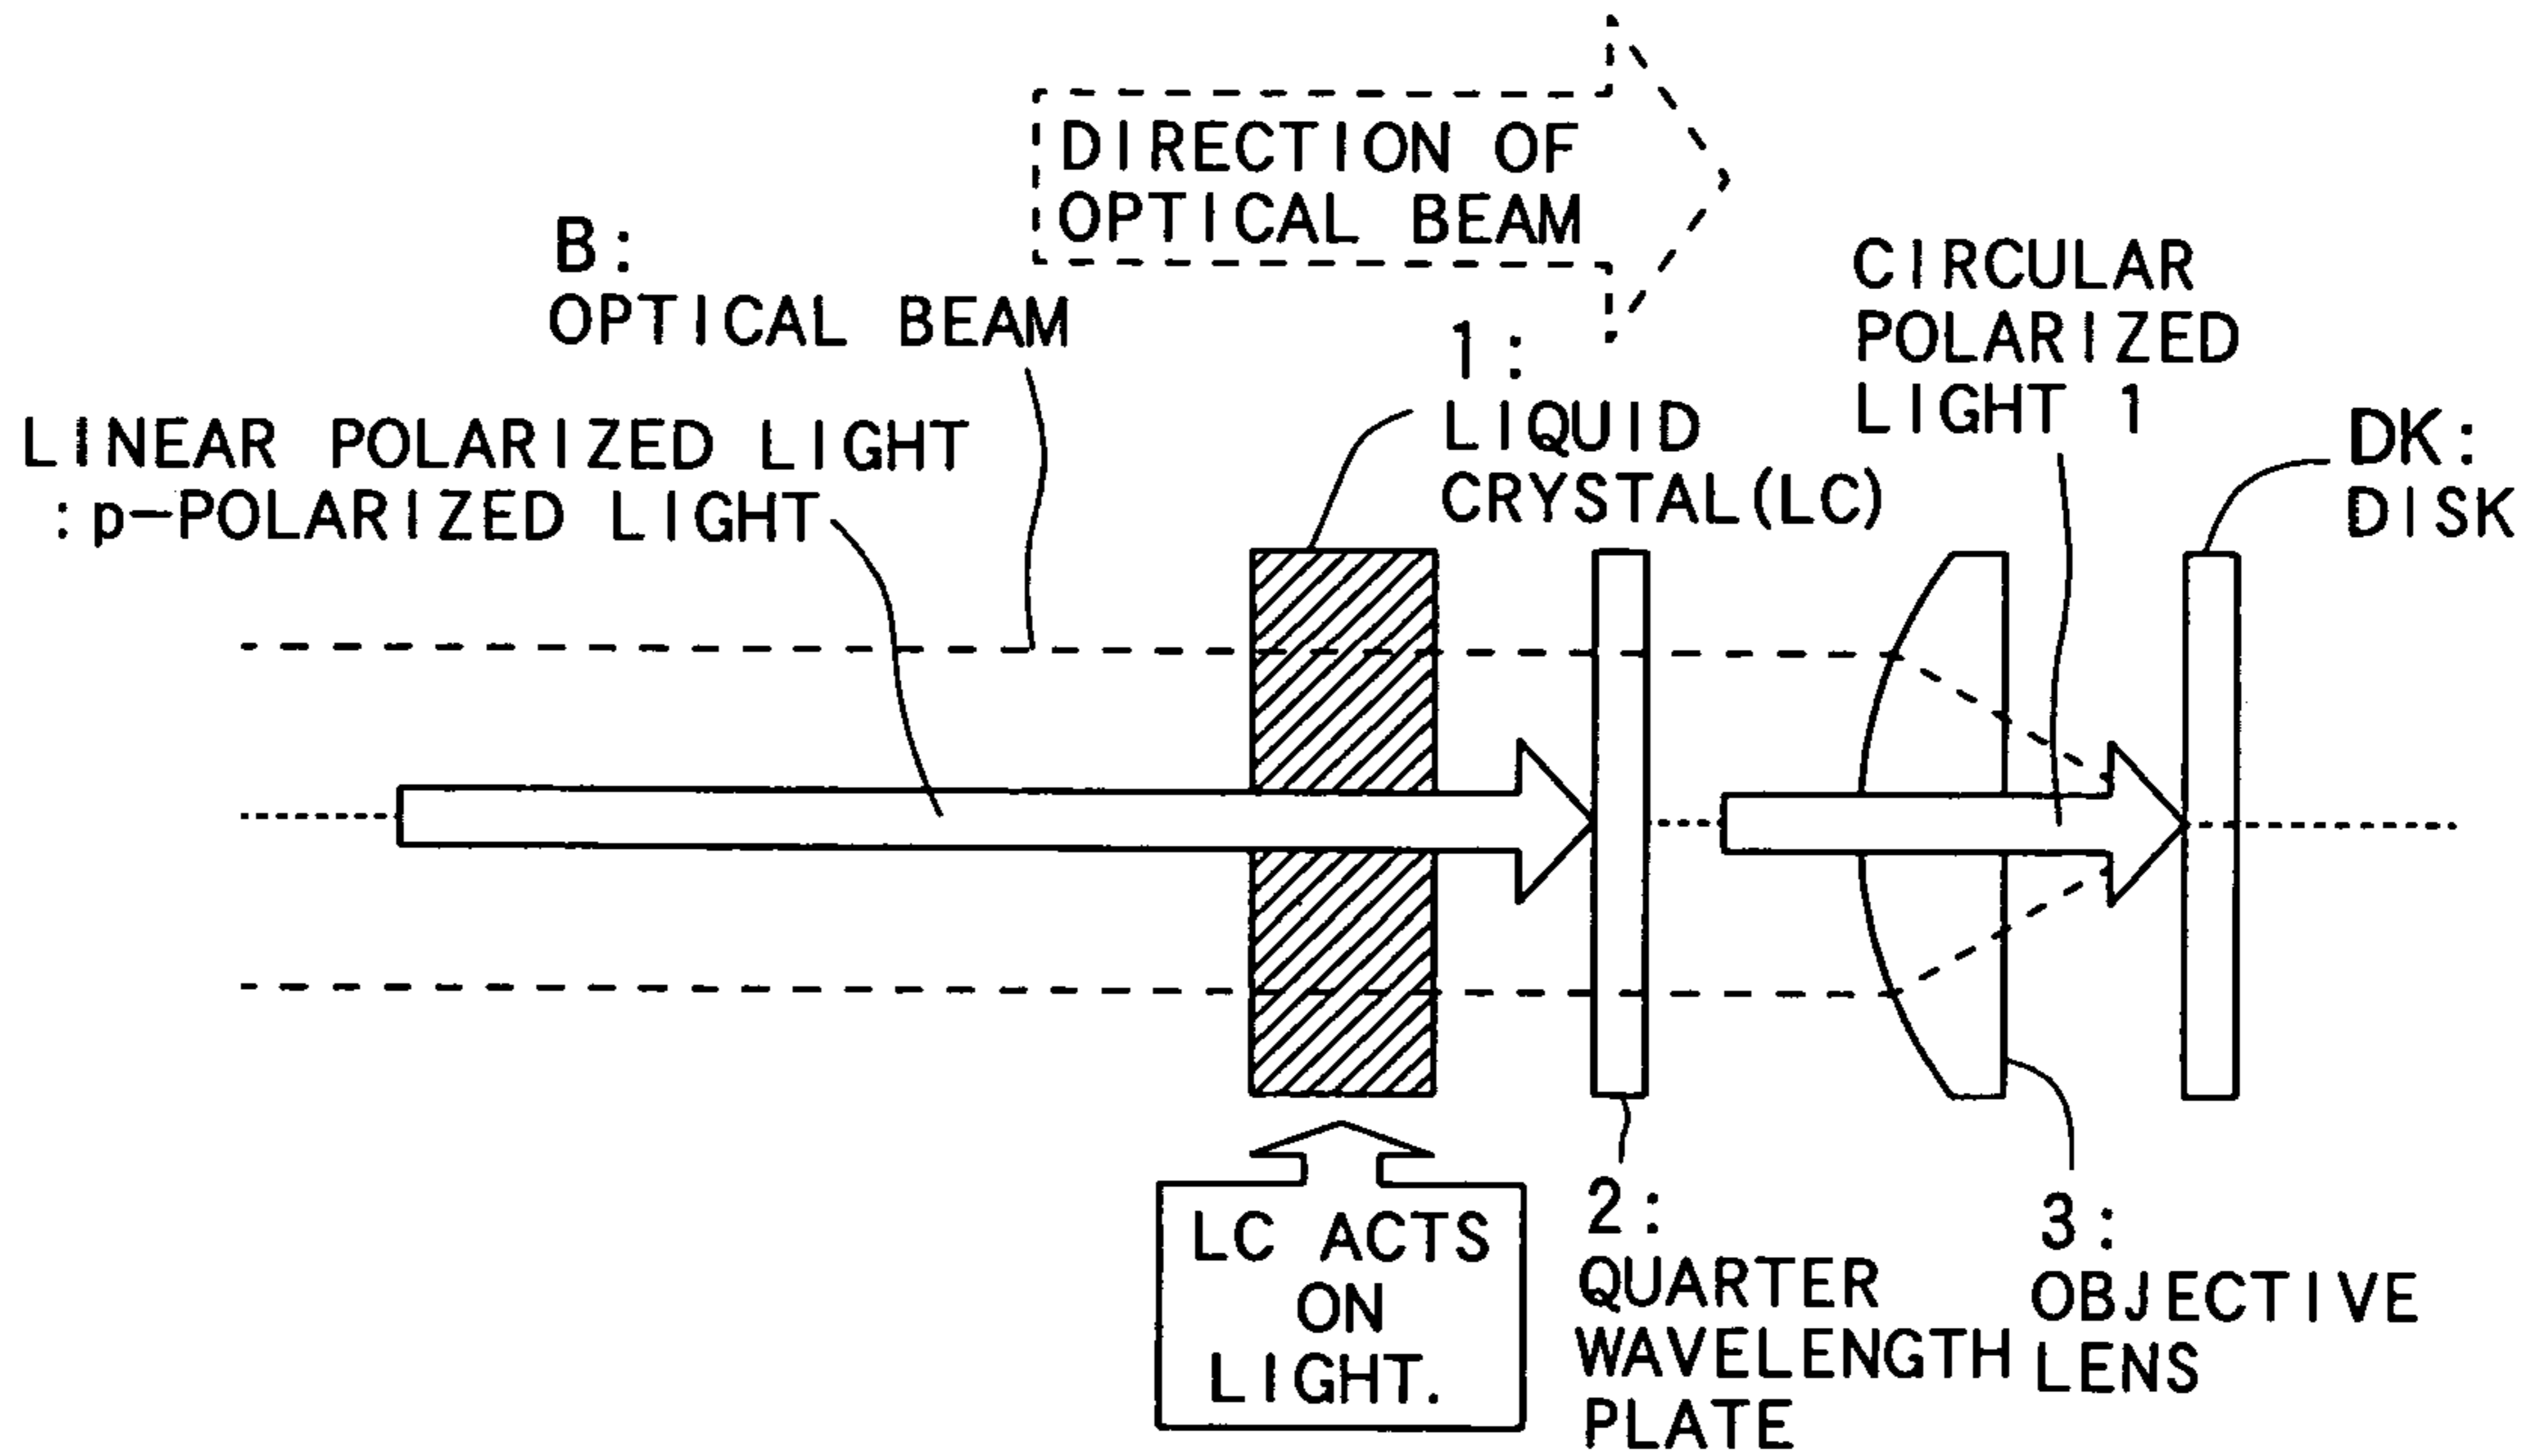 DIRECTION OF
OPTICAL BEAM
B:
OPTICAL BEAM
CIRCULAR
POLARIZED
LIGHT 1
1:
LIQUID
CRYSTAL(LC)
LINEAR POLARIZED LIGHT
:p-POLARIZED LIGHT
DK:
DISK
LC ACTS
ON
LIGHT.
2:
QUARTER
WAVELENGTH
PLATE
3:
OBJECTIVE
LENS